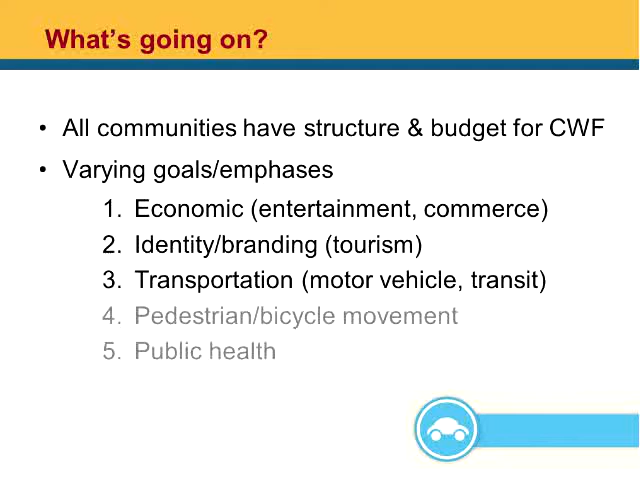 What's going on?
• All communities have structure & budget for CWF
• Varying goals/emphases
1. Economic (entertainment, commerce)
2. Identity/branding (tourism)
3. Transportation (motor vehicle, transit)
4. Pedestrian/bicycle movement
5. Public health